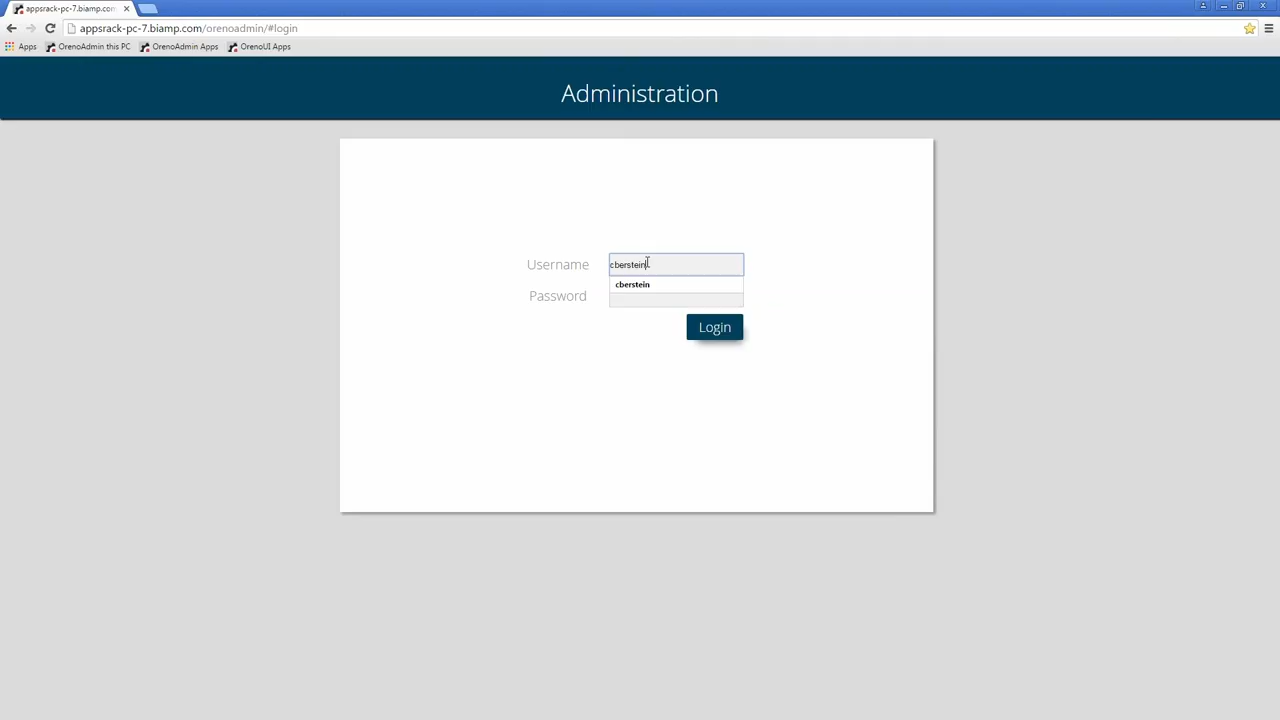 appsrack-pc-7.biamp.com
appsrack-pc-7.biamp.com/orenoadmin/#login
Apps OrenoAdmin this PC OrenoAdmin Apps OrenoUI Apps
Administration
Username cberstein
cberstein
Password
Login